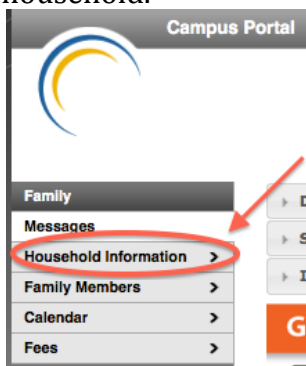 household.
Campus Portal
Family
Messages
Household Information >
Family Members >
Calendar >
Fees >
D
S
I
G